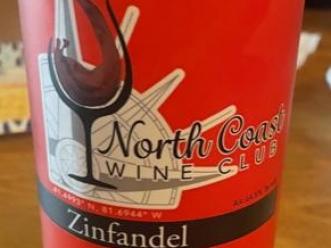 North Coast
WINE CLUB
41.4993° N, 81.6944° W
Zinfandel